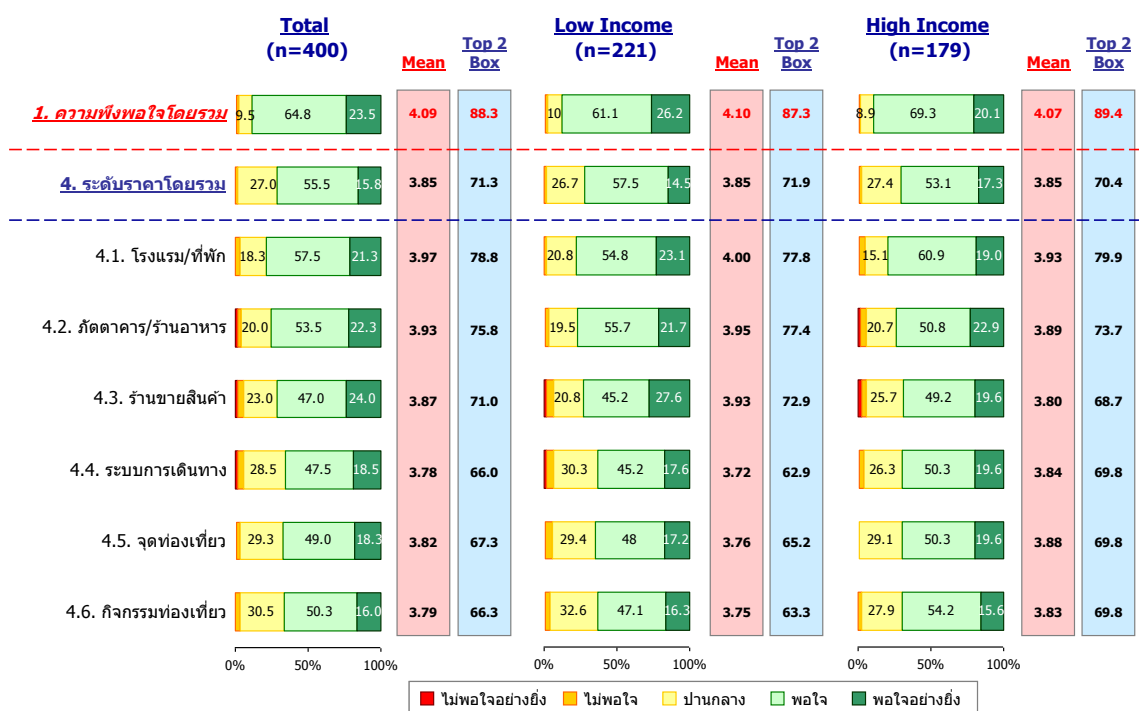 Total
(n=400)
Mean
Top 2
Box
Low Income
(n=221)
Mean
Top 2
Box
High Income
(n=179)
Mean
Top 2
Box
1. ความพึงพอใจโดยรวม 9.5 64.8 23.5 4.09 88.3 10 61.1 26.2 4.10 87.3 8.9 69.3 20.1 4.07 89.4
4. ระดับราคาโดยรวม 27.0 55.5 15.8 3.85 71.3 26.7 57.5 14.5 3.85 71.9 27.4 53.1 17.3 3.85 70.4
4.1. โรงแรม/ที่พัก 18.3 57.5 21.3 3.97 78.8 20.8 54.8 23.1 4.00 77.8 15.1 60.9 19.0 3.93 79.9
4.2. ภัตตาคาร/ร้านอาหาร 20.0 53.5 22.3 3.93 75.8 19.5 55.7 21.7 3.95 77.4 20.7 50.8 22.9 3.89 73.7
4.3. ร้านขายสินค้า 23.0 47.0 24.0 3.87 71.0 20.8 45.2 27.6 3.93 72.9 25.7 49.2 19.6 3.80 68.7
4.4. ระบบการเดินทาง 28.5 47.5 18.5 3.78 66.0 30.3 45.2 17.6 3.72 62.9 26.3 50.3 19.6 3.84 69.8
4.5. จุดท่องเที่ยว 29.3 49.0 18.3 3.82 67.3 29.4 48 17.2 3.76 65.2 29.1 50.3 19.6 3.88 69.8
4.6. กิจกรรมท่องเที่ยว 30.5 50.3 16.0 3.79 66.3 32.6 47.1 16.3 3.75 63.3 27.9 54.2 15.6 3.83 69.8
0% 50% 100% 0% 50% 100% 0% 50% 100%
ไม่พอใจอย่างยิ่ง ไม่พอใจ ปานกลาง พอใจ พอใจอย่างยิ่ง